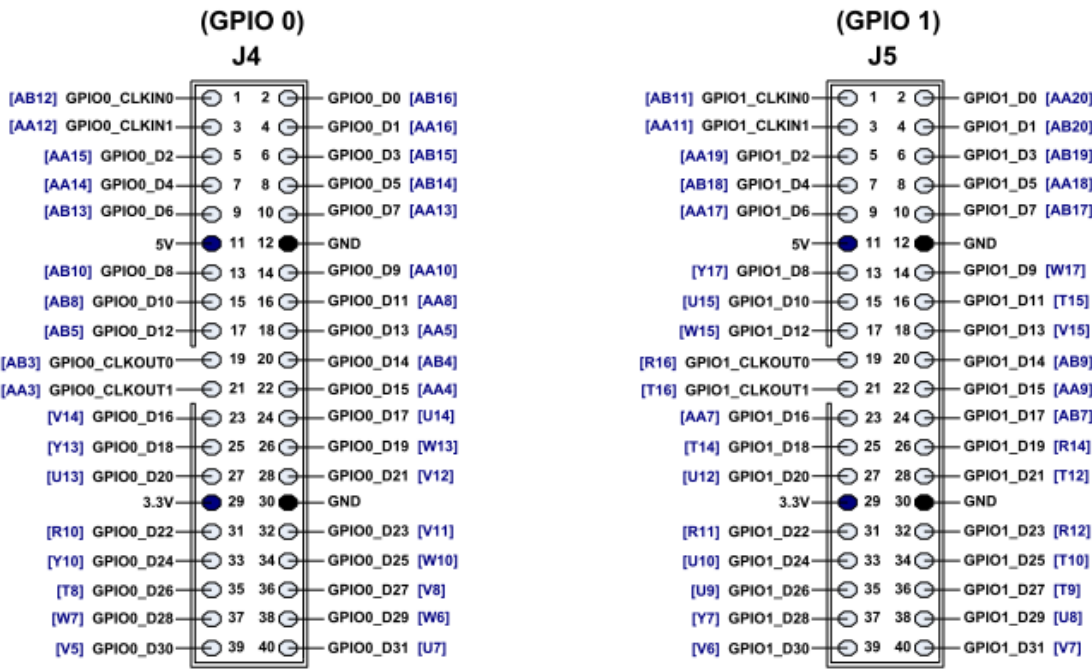 (GPIO 0) (GPIO 1)
J4 J5
[AB12] GPIO0_CLKIN0 1 2 GPIO0_D0 [AB16] [AB11] GPIO1_CLKIN0 1 2 GPIO1_D0 [AA20]
[AA12] GPIO0_CLKIN1 3 4 GPIO0_D1 [AA16] [AA11] GPIO1_CLKIN1 3 4 GPIO1_D1 [AB20]
[AA15] GPIO0_D2 5 6 GPIO0_D3 [AB15] [AA19] GPIO1_D2 5 6 GPIO1_D3 [AB19]
[AA14] GPIO0_D4 7 8 GPIO0_D5 [AB14] [AB18] GPIO1_D4 7 8 GPIO1_D5 [AA18]
[AB13] GPIO0_D6 9 10 GPIO0_D7 [AA13] [AA17] GPIO1_D6 9 10 GPIO1_D7 [AB17]
5V 11 12 GND 5V 11 12 GND
[AB10] GPIO0_D8 13 14 GPIO0_D9 [AA10] [Y17] GPIO1_D8 13 14 GPIO1_D9 [W17]
[AB8] GPIO0_D10 15 16 GPIO0_D11 [AA8] [U15] GPIO1_D10 15 16 GPIO1_D11 [T15]
[AB5] GPIO0_D12 17 18 GPIO0_D13 [AA5] [W15] GPIO1_D12 17 18 GPIO1_D13 [V15]
[AB3] GPIO0_CLKOUT0 19 20 GPIO0_D14 [AB4] [R16] GPIO1_CLKOUT0 19 20 GPIO1_D14 [AB9]
[AA3] GPIO0_CLKOUT1 21 22 GPIO0_D15 [AA4] [T16] GPIO1_CLKOUT1 21 22 GPIO1_D15 [AA9]
[V14] GPIO0_D16 23 24 GPIO0_D17 [U14] [AA7] GPIO1_D16 23 24 GPIO1_D17 [AB7]
[Y13] GPIO0_D18 25 26 GPIO0_D19 [W13] [T14] GPIO1_D18 25 26 GPIO1_D19 [R14]
[U13] GPIO0_D20 27 28 GPIO0_D21 [V12] [U12] GPIO1_D20 27 28 GPIO1_D21 [T12]
3.3V 29 30 GND 3.3V 29 30 GND
[R10] GPIO0_D22 31 32 GPIO0_D23 [V11] [R11] GPIO1_D22 31 32 GPIO1_D23 [R12]
[Y10] GPIO0_D24 33 34 GPIO0_D25 [W10] [U10] GPIO1_D24 33 34 GPIO1_D25 [T10]
[T8] GPIO0_D26 35 36 GPIO0_D27 [V8] [U9] GPIO1_D26 35 36 GPIO1_D27 [T9]
[W7] GPIO0_D28 37 38 GPIO0_D29 [W6] [Y7] GPIO1_D28 37 38 GPIO1_D29 [U8]
[V5] GPIO0_D30 39 40 GPIO0_D31 [U7] [V6] GPIO1_D30 39 40 GPIO1_D31 [V7]